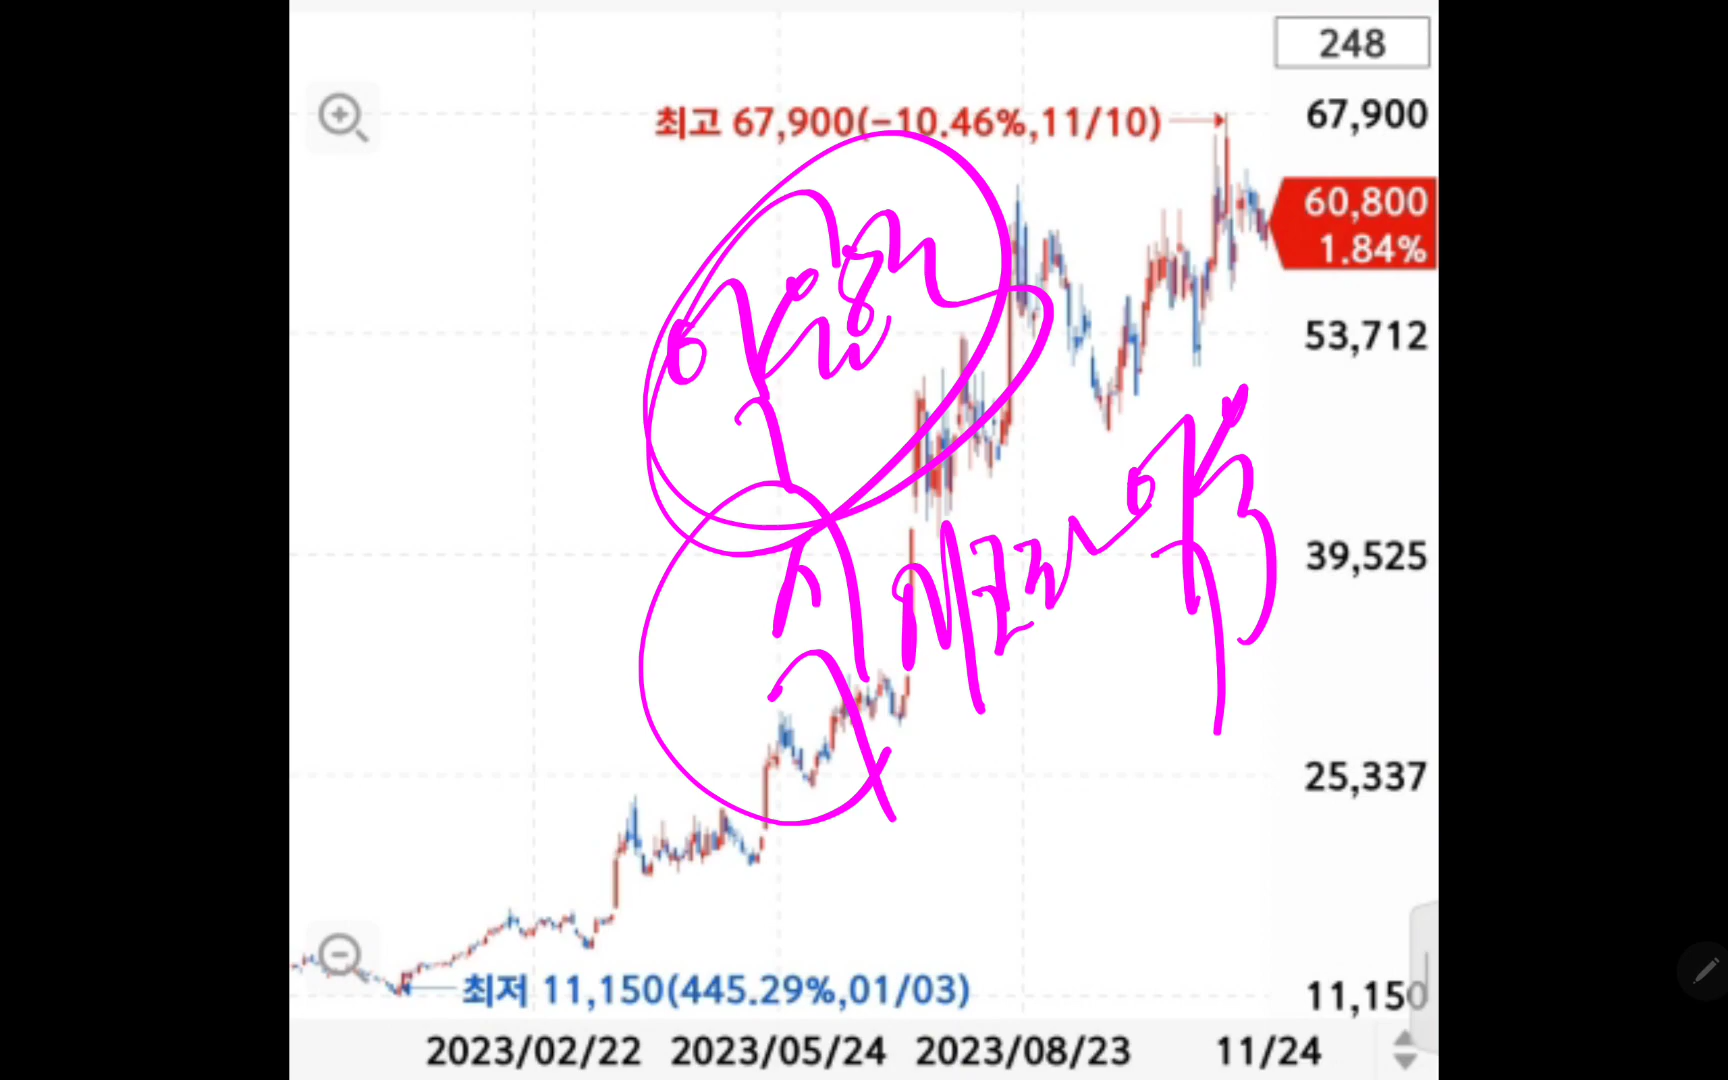 248
최고 67,900(-10.46%,11/10)
67,900
60,800
1.84%
53,712
39,525
25,337
최저 11,150(445.29%,01/03)
11,150
2023/02/22 2023/05/24 2023/08/23 11/24